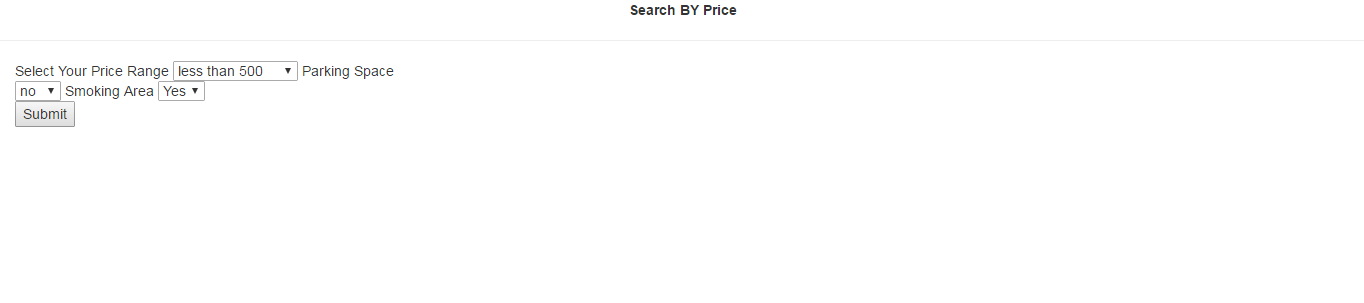 Search BY Price
Select Your Price Range less than 500 Parking Space
no Smoking Area Yes
Submit